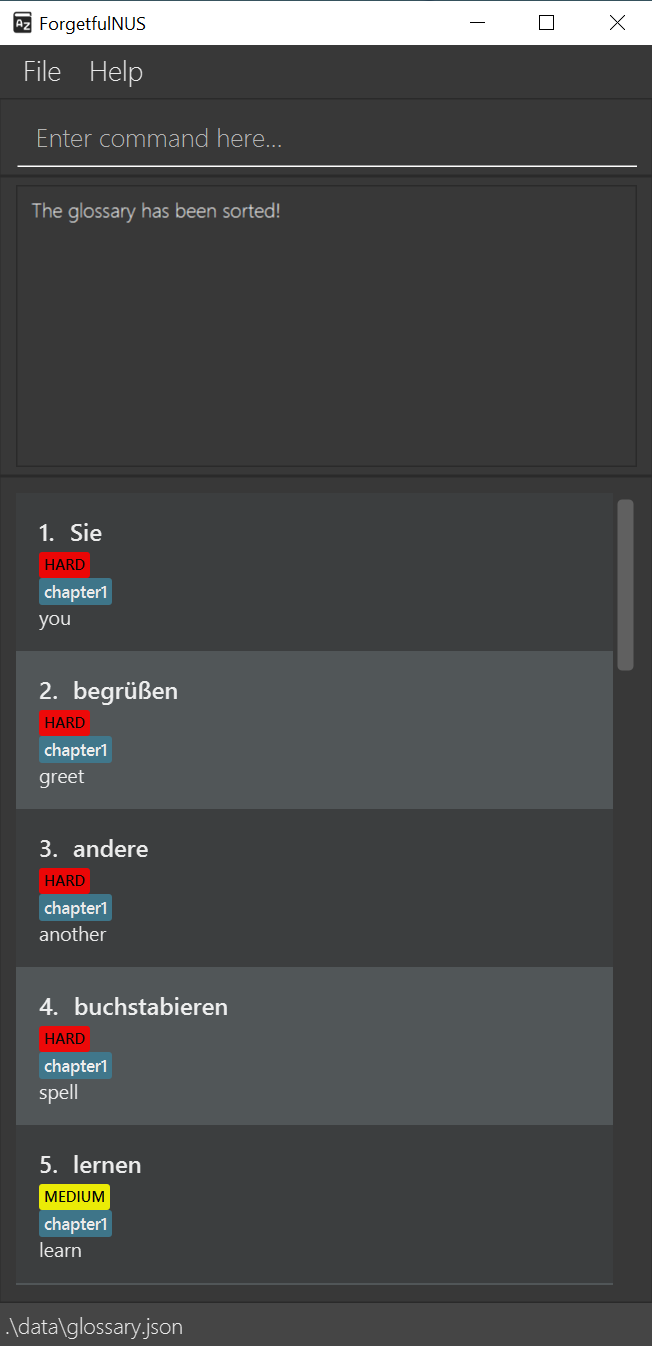 ForgetfulNUS
File Help
Enter command here...
The glossary has been sorted!
1. Sie
HARD
chapter1
you
2. begrüßen
HARD
chapter1
greet
3. andere
HARD
chapter1
another
4. buchstabieren
HARD
chapter1
spell
5. lernen
MEDIUM
chapter1
learn
.\data\glossary.json